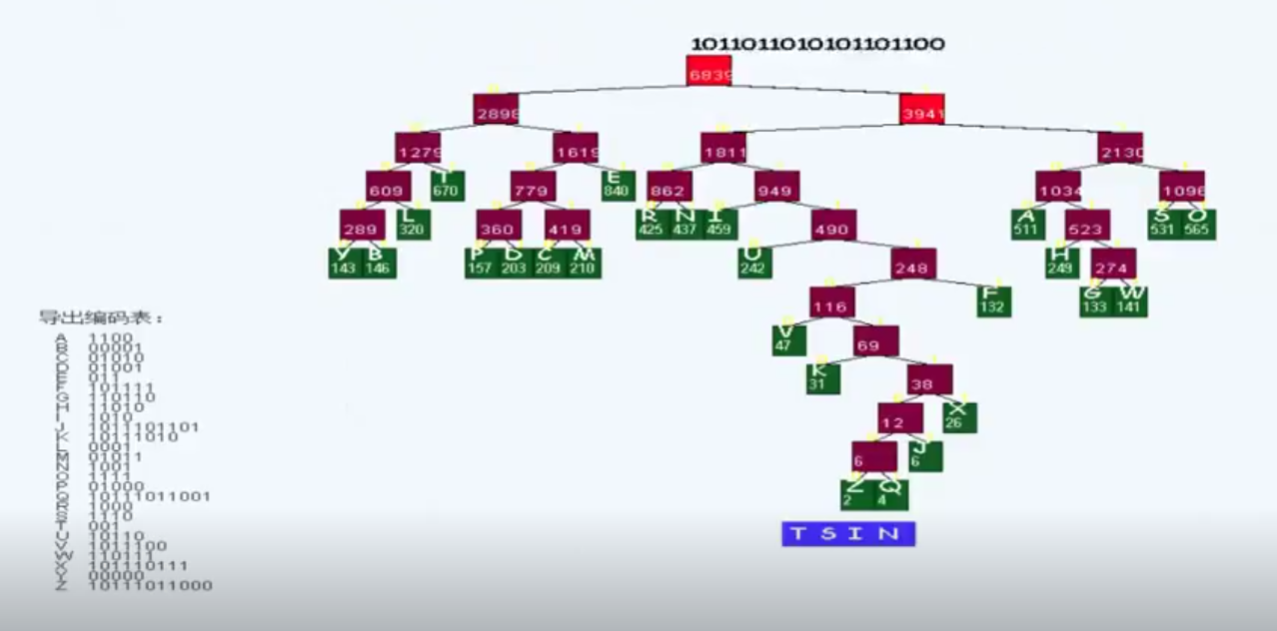 1011011010101101100
6839
2898 3941
1279 1619 1811 2130
609 T 670 779 E 840 862 949 1034 1096
289 L 320 360 419 R 425 N 437 I 459 490 A 511 523 S 531 O 565
Y 143 B 146 P 157 D 203 C 209 M 210 U 242 248 H 249 274
116 F 132 G 133 W 141
V 47 69
K 31 38
12 X 26
6 J 6
Z 2 Q 4
T S I N
导出编码表：
A 1100
B 00001
C 01010
D 01001
E 011
F 101111
G 110110
H 11010
I 1010
J 1011101101
K 10111010
L 0001
M 01011
N 1001
O 1111
P 01000
Q 10111011001
R 1000
S 1110
T 001
U 10110
V 1011100
W 110111
X 101110111
Y 00000
Z 10111011000